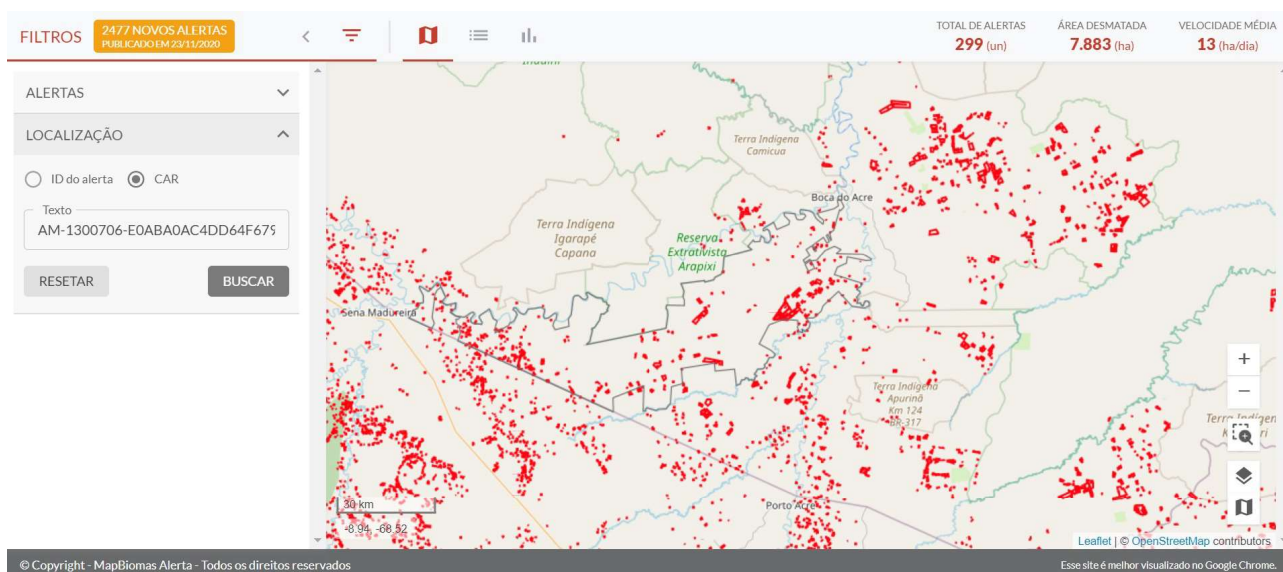 FILTROS
2477 NOVOS ALERTAS
PUBLICADO EM 23/11/2020
TOTAL DE ALERTAS
299 (un)
ÁREA DESMATADA
7.883 (ha)
VELOCIDADE MÉDIA
13 (ha/dia)
ALERTAS
LOCALIZAÇÃO
ID do alerta
CAR
Texto
AM-1300706-E0ABA0AC4DD64F679
RESETAR
BUSCAR
Terra Indígena
Camicua
Boca do Acre
Terra Indígena
Igarapé
Capana
Reserva
Extrativista
Arapixi
Sena Madureira
Terra Indígena
Apurinã
Km 124
BR-317
Porto Acre
30 km
-8.94 -68.52
+
−
Leaflet | © OpenStreetMap contributors
© Copyright - MapBiomas Alerta - Todos os direitos reservados
Esse site é melhor visualizado no Google Chrome.